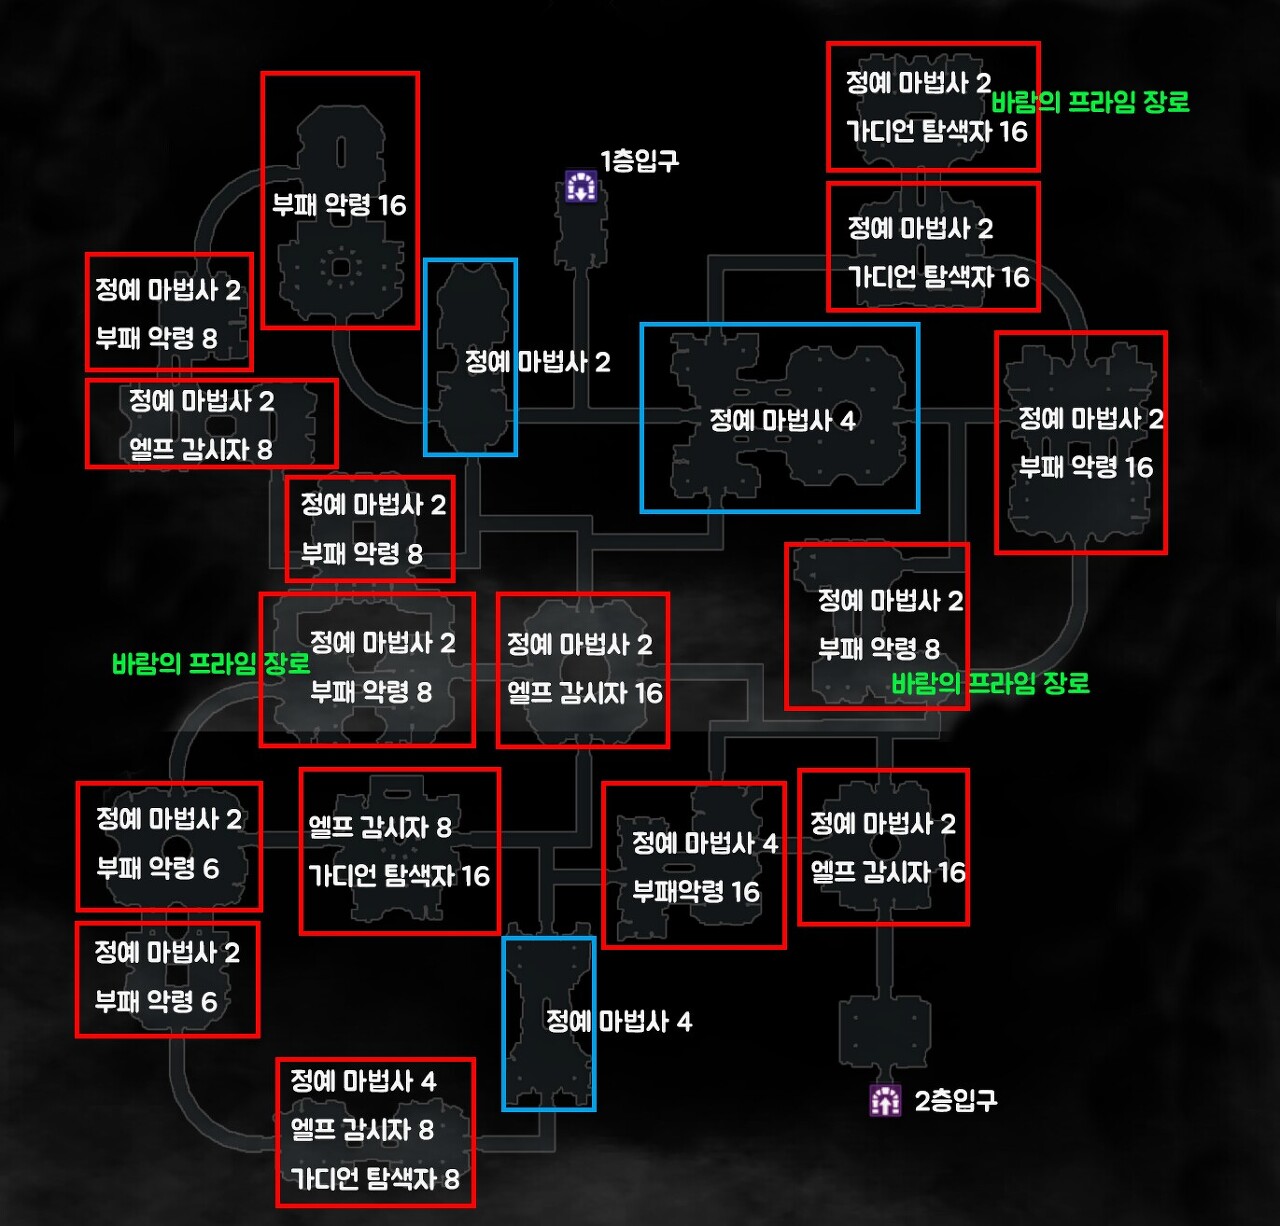 정예 마법사 2
바람의 프라임 장로
가디언 탐색자 16
1층입구
부패 악령 16
정예 마법사 2
가디언 탐색자 16
정예 마법사 2
부패 악령 8
정예 마법사 2
정예 마법사 2
엘프 감시자 8
정예 마법사 4
정예 마법사 2
부패 악령 16
정예 마법사 2
부패 악령 8
정예 마법사 2
부패 악령 8
바람의 프라임 장로
정예 마법사 2
부패 악령 8
바람의 프라임 장로
정예 마법사 2
엘프 감시자 16
정예 마법사 2
부패 악령 6
엘프 감시자 8
가디언 탐색자 16
정예 마법사 4
부패악령 16
정예 마법사 2
엘프 감시자 16
정예 마법사 2
부패 악령 6
정예 마법사 4
정예 마법사 4
엘프 감시자 8
가디언 탐색자 8
2층입구